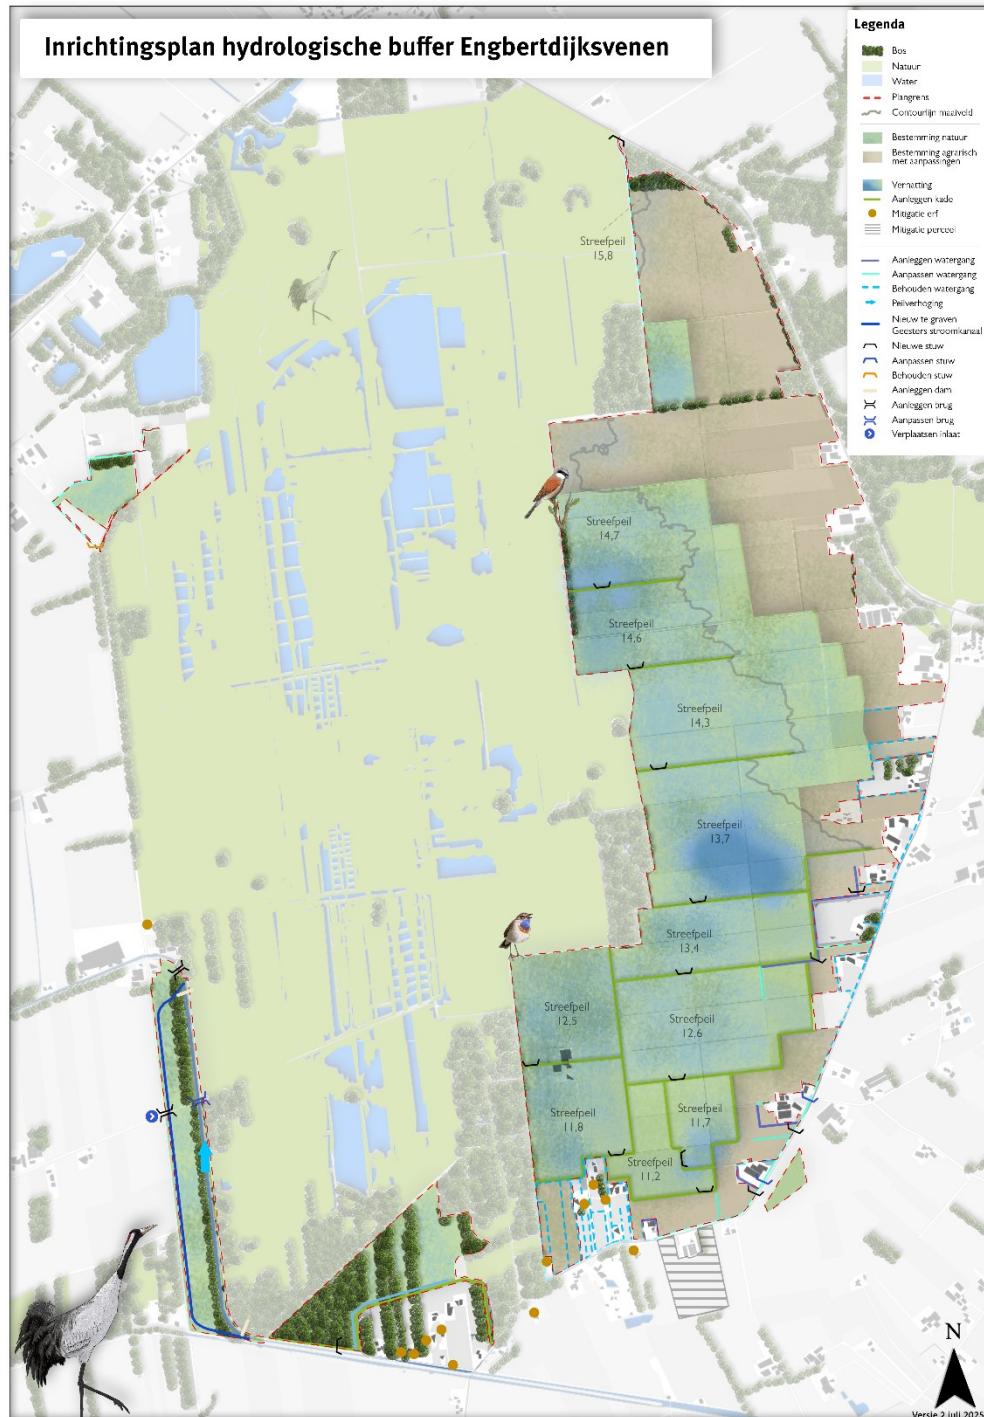 Inrichtingsplan hydrologische buffer Engbertdijksvenen
Legenda
Bos
Natuur
Water
Plangrens
Contourlijn maaiveld
Bestemming natuur
Bestemming agrarisch
met aanpassingen
Vernatting
Aanleggen kade
Mitigatie erf
Mitigatie perceel
Aanleggen watergang
Aanpassen watergang
Behouden watergang
Peilverhoging
Nieuw te graven
Geesters stroomkanaal
Nieuwe stuw
Aanpassen stuw
Behouden stuw
Aanleggen dam
Aanleggen brug
Aanpassen brug
Verplaatsen inlaat
Streefpeil
15,8
Streefpeil
14,7
Streefpeil
14,6
Streefpeil
14,3
Streefpeil
13,7
Streefpeil
13,4
Streefpeil
12,5
Streefpeil
12,6
Streefpeil
11,8
Streefpeil
11,7
Streefpeil
11,2
N
Versie 2 juli 2025